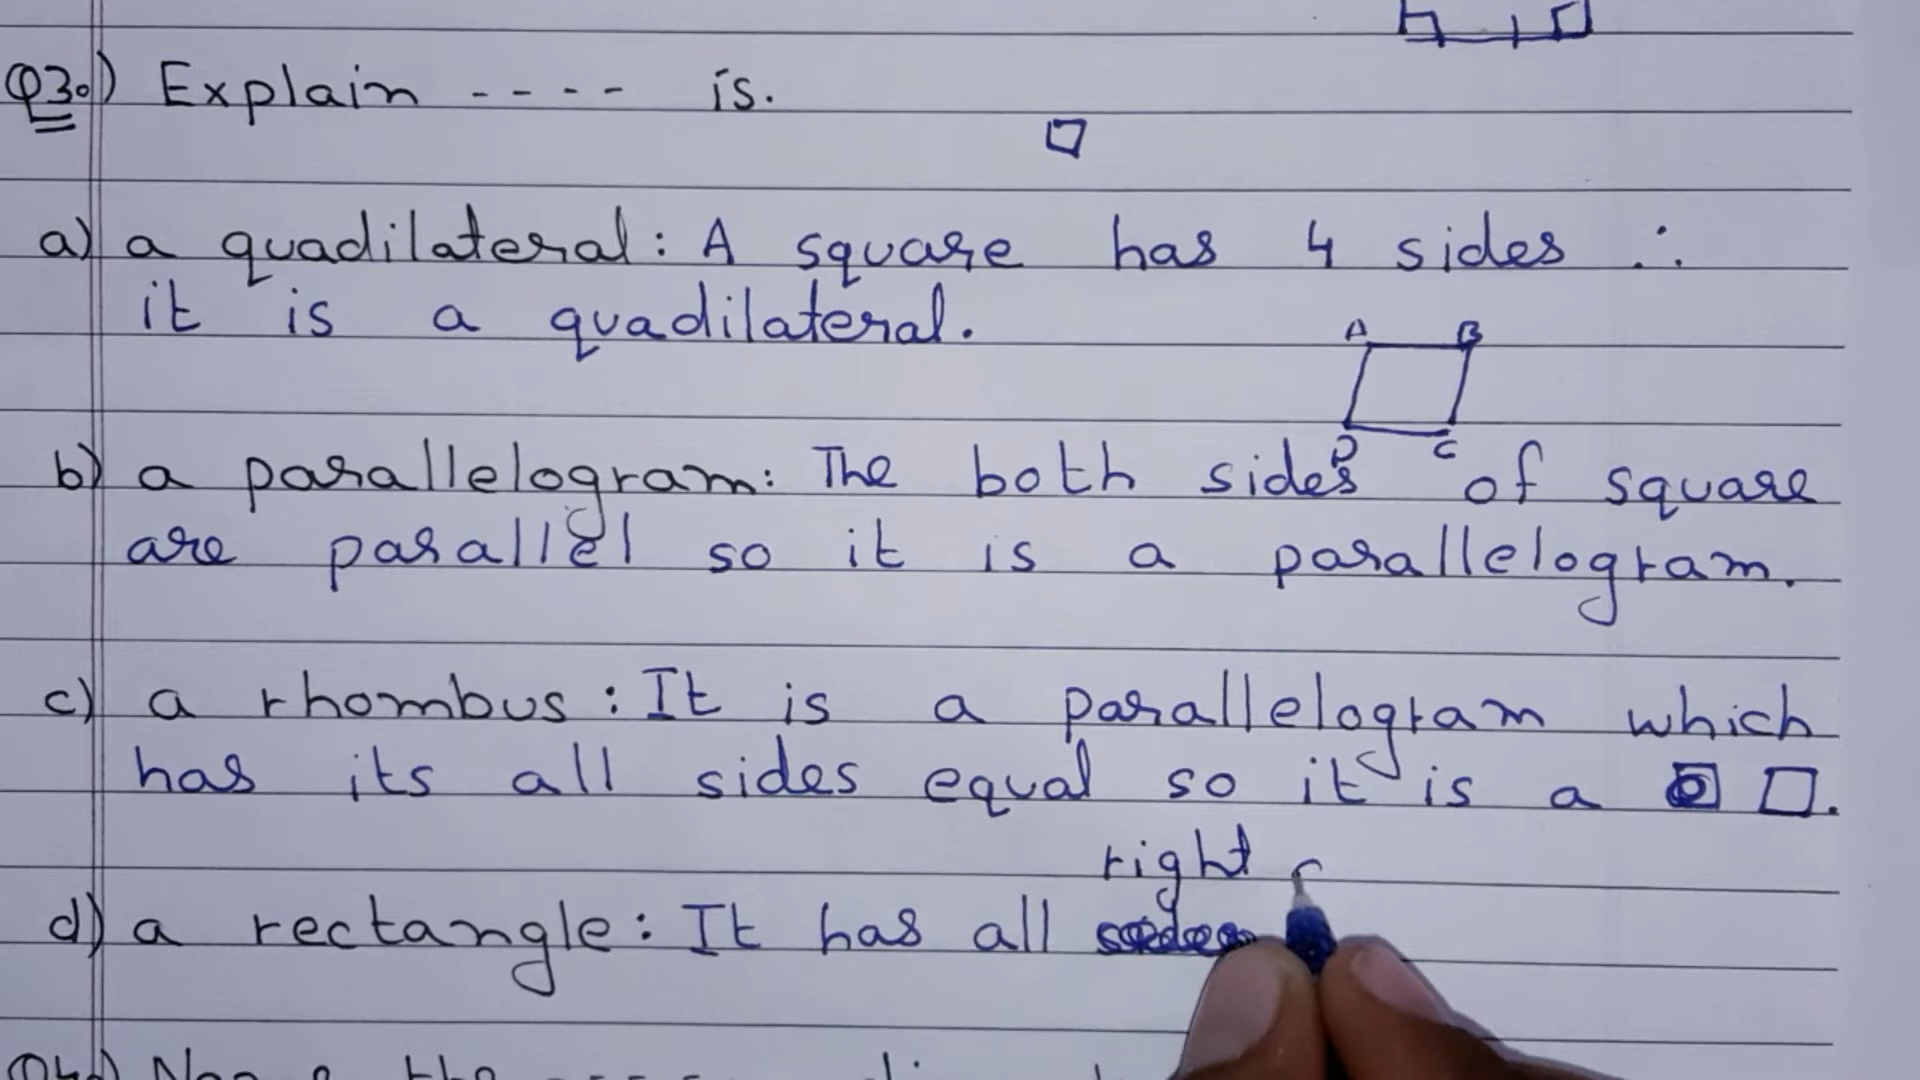 Q3.) Explain ---- is.
a) a quadilateral: A square has 4 sides ∴
it is a quadilateral.
A B
D C
b) a parallelogram: The both sides of square
are parallel so it is a parallelogram.
c) a rhombus: It is a parallelogram which
has its all sides equal so it is a □.
right
d) a rectangle: It has all